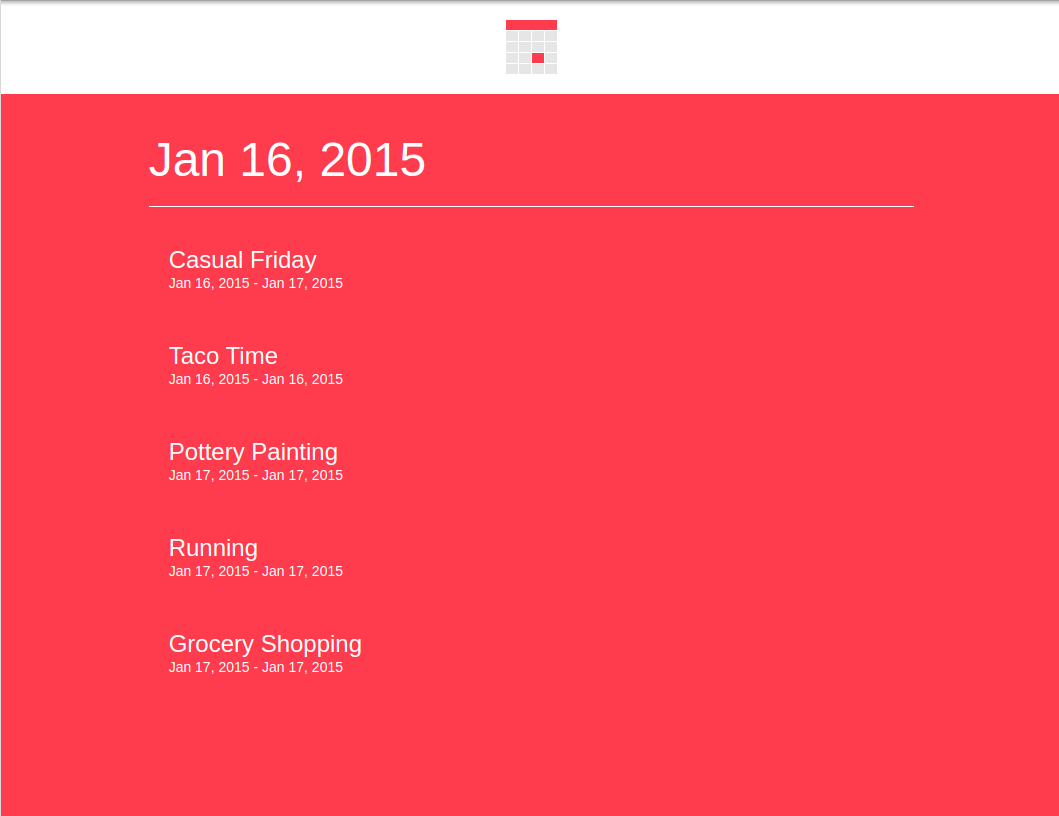 Jan 16, 2015
Casual Friday
Jan 16, 2015 - Jan 17, 2015
Taco Time
Jan 16, 2015 - Jan 16, 2015
Pottery Painting
Jan 17, 2015 - Jan 17, 2015
Running
Jan 17, 2015 - Jan 17, 2015
Grocery Shopping
Jan 17, 2015 - Jan 17, 2015